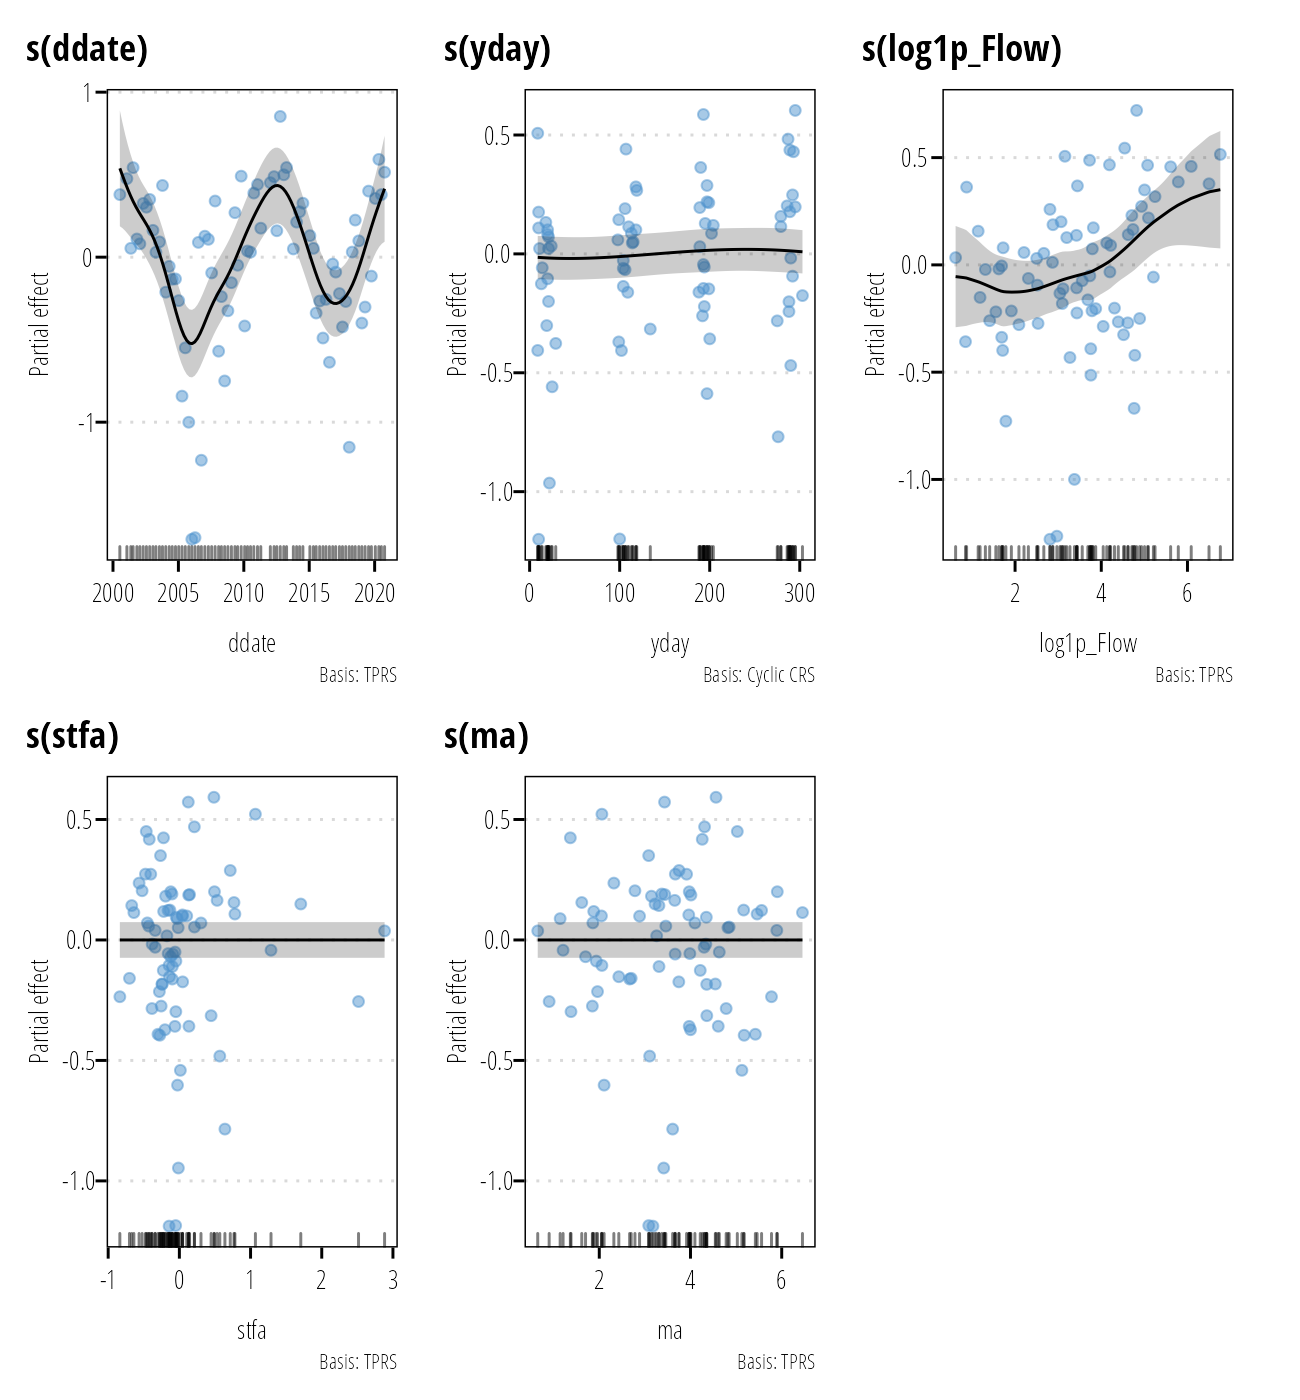 s(ddate)
s(yday)
s(log1p_Flow)
Partial effect
1
0
-1
2000 2005 2010 2015 2020
ddate
Basis: TPRS
Partial effect
0.5
0.0
-0.5
-1.0
0 100 200 300
yday
Basis: Cyclic CRS
Partial effect
0.5
0.0
-0.5
-1.0
2 4 6
log1p_Flow
Basis: TPRS
s(stfa)
s(ma)
Partial effect
0.5
0.0
-0.5
-1.0
-1 0 1 2 3
stfa
Basis: TPRS
Partial effect
0.5
0.0
-0.5
-1.0
2 4 6
ma
Basis: TPRS